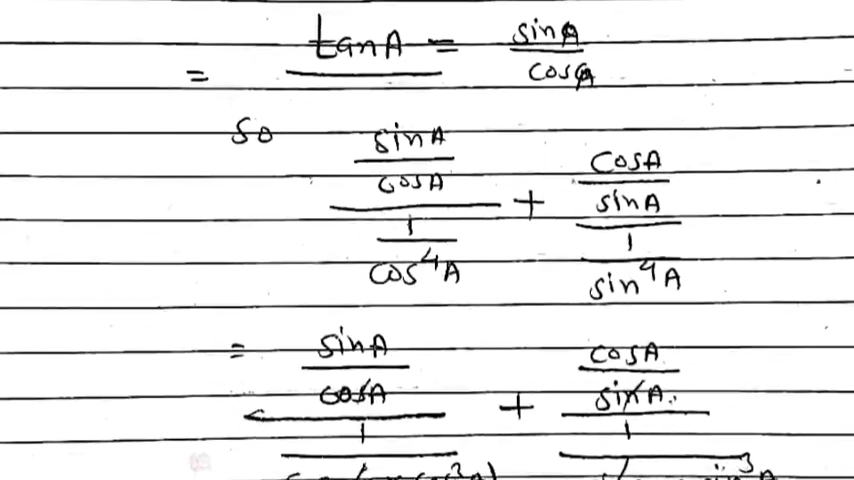 tanA = sinA/cosA
=
So (sinA/cosA)/(1/cos⁴A) + (cosA/sinA)/(1/sin⁴A)
= (sinA/cosA)/(1/ + (cosA/sinA)/(1/